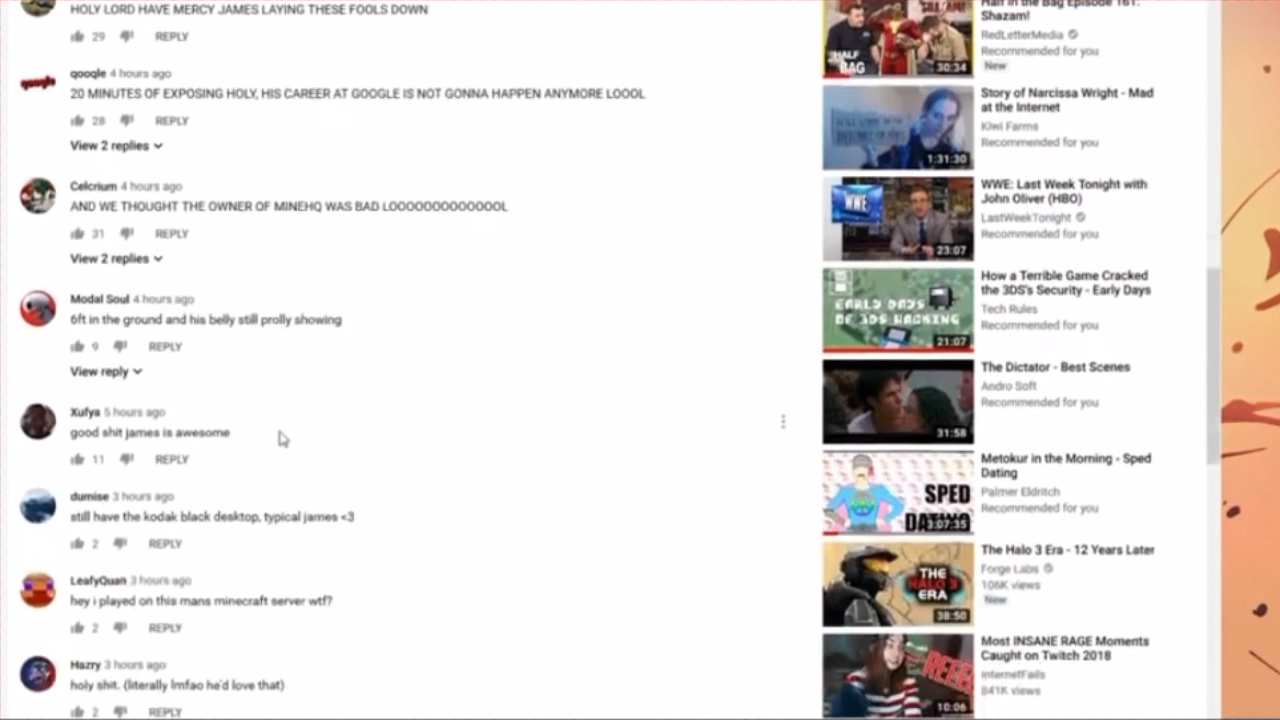 HOLY LORD HAVE MERCY JAMES LAYING THESE FOOLS DOWN
29 REPLY
qooqle 4 hours ago
20 MINUTES OF EXPOSING HOLY, HIS CAREER AT GOOGLE IS NOT GONNA HAPPEN ANYMORE LOOOL
28 REPLY
View 2 replies
Celcrium 4 hours ago
AND WE THOUGHT THE OWNER OF MINEHQ WAS BAD LOOOOOOOOOOOOOL
31 REPLY
View 2 replies
Modal Soul 4 hours ago
6ft in the ground and his belly still prolly showing
9 REPLY
View reply
Xufya 5 hours ago
good shit james is awesome
11 REPLY
dumise 3 hours ago
still have the kodak black desktop, typical james <3
2 REPLY
LeafyQuan 3 hours ago
hey i played on this mans minecraft server wtf?
2 REPLY
Hazry 3 hours ago
holy shit. (literally lmfao he'd love that)
2 REPLY
Half in the Bag Episode 161:
Shazam!
RedLetterMedia
Recommended for you
New
HALF
BAG
30:34
Story of Narcissa Wright - Mad
at the Internet
Kiwi Farms
Recommended for you
1:31:30
WWE: Last Week Tonight with
John Oliver (HBO)
LastWeekTonight
Recommended for you
WWE
23:07
How a Terrible Game Cracked
the 3DS's Security - Early Days
Tech Rules
Recommended for you
EARLY DAYS
OF 3DS HACKING
21:07
The Dictator - Best Scenes
Andro Soft
Recommended for you
31:58
Metokur in the Morning - Sped
Dating
Palmer Eldritch
Recommended for you
SPED
DATING
3:07:35
The Halo 3 Era - 12 Years Later
Forge Labs
106K views
New
THE
HALO 3
ERA
38:50
Most INSANE RAGE Moments
Caught on Twitch 2018
InternetFails
841K views
10:06